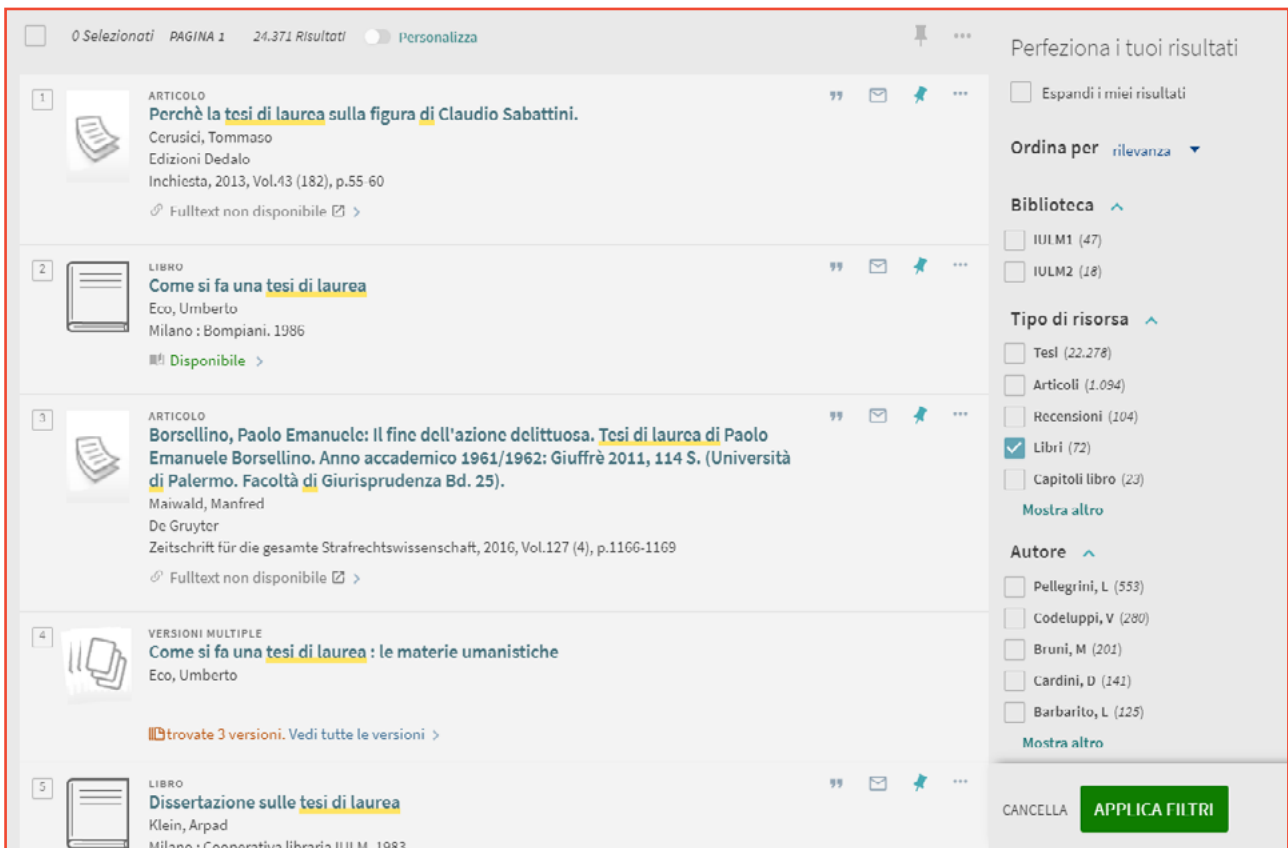 0 Selezionati PAGINA 1 24.371 Risultati Personalizza
1
ARTICOLO
Perchè la tesi di laurea sulla figura di Claudio Sabattini.
Cerusici, Tommaso
Edizioni Dedalo
Inchiesta, 2013, Vol.43 (182), p.55-60
Fulltext non disponibile >
2
LIBRO
Come si fa una tesi di laurea
Eco, Umberto
Milano : Bompiani. 1986
Disponibile >
3
ARTICOLO
Borsellino, Paolo Emanuele: Il fine dell'azione delittuosa. Tesi di laurea di Paolo
Emanuele Borsellino. Anno accademico 1961/1962: Giuffrè 2011, 114 S. (Università
di Palermo. Facoltà di Giurisprudenza Bd. 25).
Maiwald, Manfred
De Gruyter
Zeitschrift für die gesamte Strafrechtswissenschaft, 2016, Vol.127 (4), p.1166-1169
Fulltext non disponibile >
4
VERSIONI MULTIPLE
Come si fa una tesi di laurea : le materie umanistiche
Eco, Umberto
trovate 3 versioni. Vedi tutte le versioni >
5
LIBRO
Dissertazione sulle tesi di laurea
Klein, Arpad
Milano : Cooperativa libraria IULM, 1983
Perfeziona i tuoi risultati
Espandi i miei risultati
Ordina per rilevanza
Biblioteca
IULM1 (47)
IULM2 (18)
Tipo di risorsa
Tesi (22.278)
Articoli (1.094)
Recensioni (104)
Libri (72)
Capitoli libro (23)
Mostra altro
Autore
Pellegrini, L (553)
Codeluppi, V (280)
Bruni, M (201)
Cardini, D (141)
Barbarito, L (125)
Mostra altro
CANCELLA APPLICA FILTRI